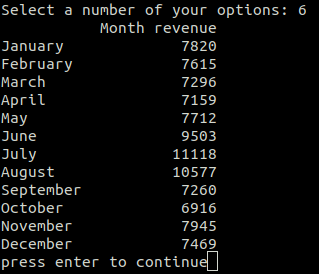 Select a number of your options: 6
Month revenue
January 7820
February 7615
March 7296
April 7159
May 7712
June 9503
July 11118
August 10577
September 7260
October 6916
November 7945
December 7469
press enter to continue